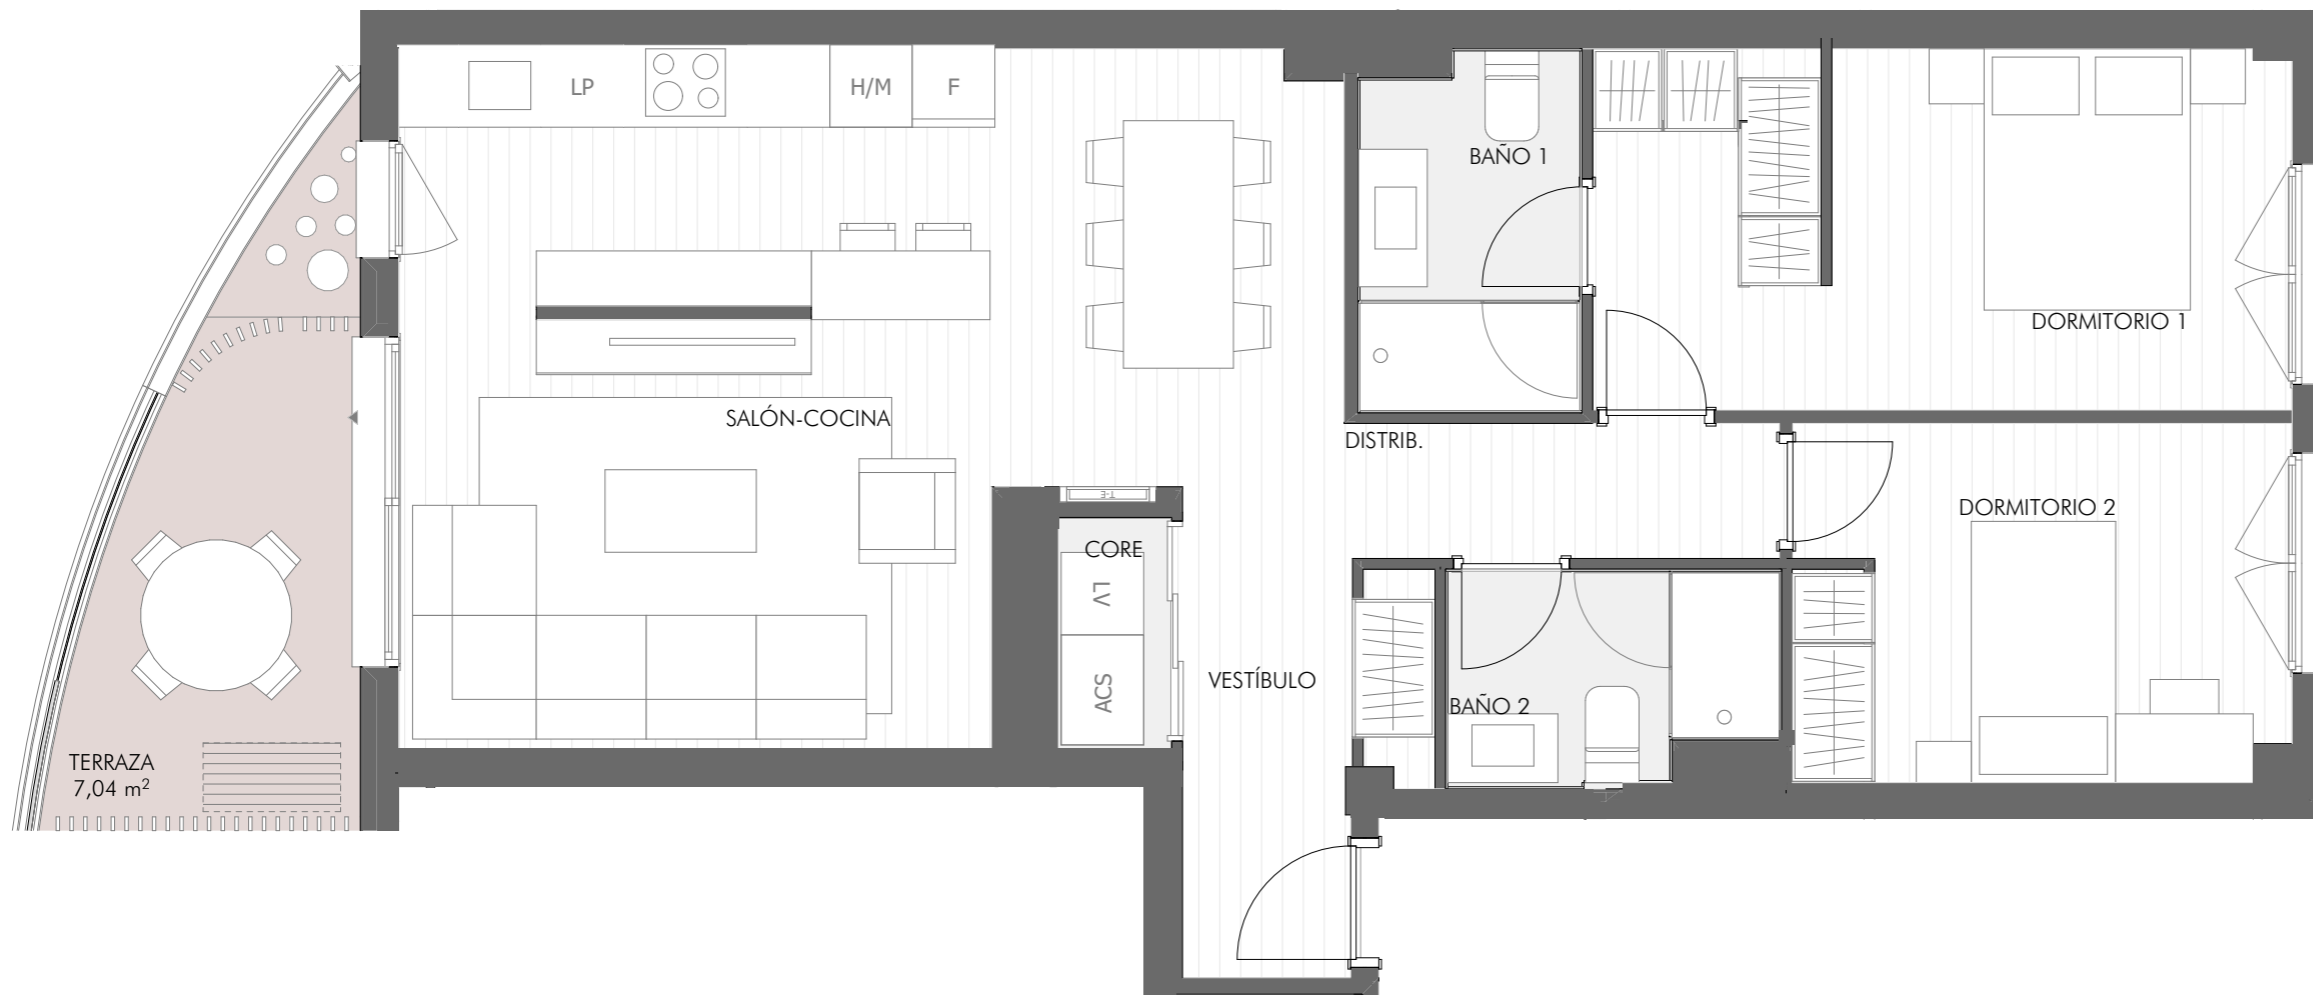 LP
H/M
F
BAÑO 1
DORMITORIO 1
SALÓN-COCINA
DISTRIB.
T-E
DORMITORIO 2
CORE
LV
ACS
VESTÍBULO
BAÑO 2
TERRAZA
7,04 m²